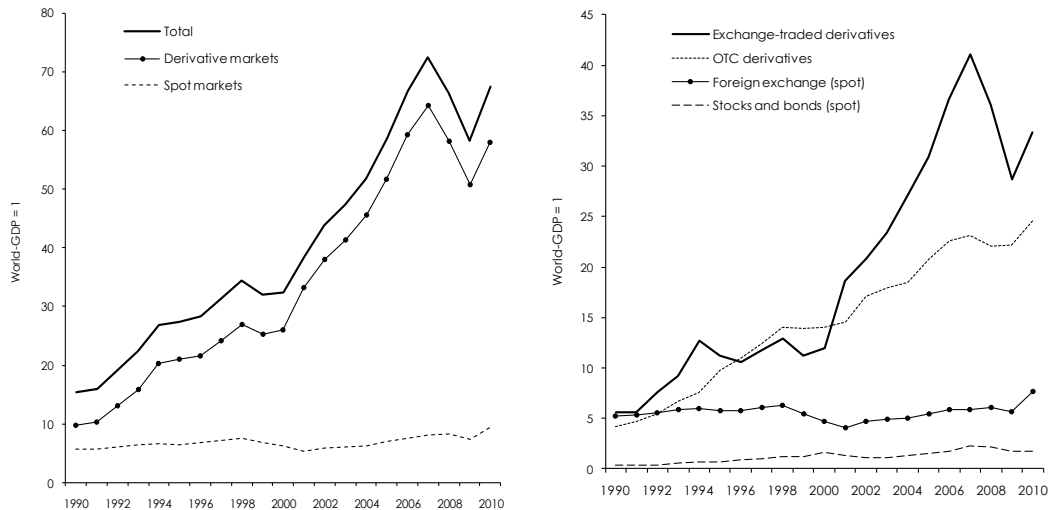 80
70
60
50
40
30
20
10
0
World-GDP = 1
Total
Derivative markets
Spot markets
1990 1992 1994 1996 1998 2000 2002 2004 2006 2008 2010
45
40
35
30
25
20
15
10
5
0
World-GDP = 1
Exchange-traded derivatives
OTC derivatives
Foreign exchange (spot)
Stocks and bonds (spot)
1990 1992 1994 1996 1998 2000 2002 2004 2006 2008 2010